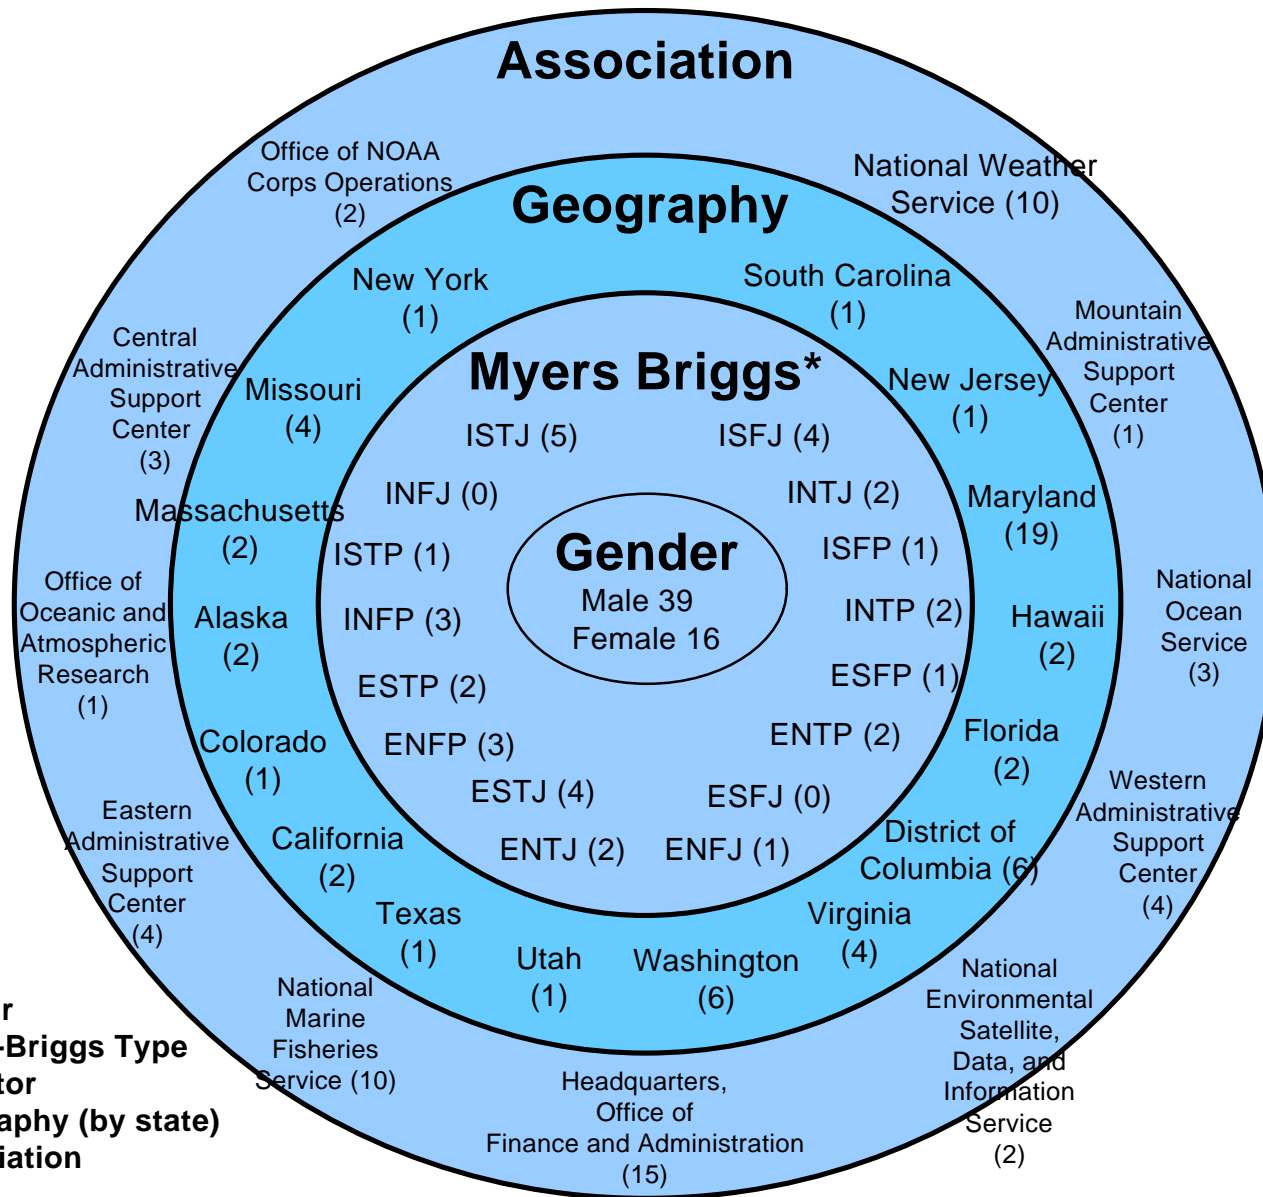 Association
Office of NOAA
Corps Operations
(2)
National Weather
Service (10)
Geography
New York
(1)
South Carolina
(1)
Central
Administrative
Support
Center
(3)
Mountain
Administrative
Support
Center
(1)
Missouri
(4)
New Jersey
(1)
Myers Briggs*
ISTJ (5)
ISFJ (4)
INFJ (0)
INTJ (2)
Massachusetts
(2)
Maryland
(19)
ISTP (1)
ISFP (1)
Gender
Male 39
Female 16
Office of
Oceanic and
Atmospheric
Research
(1)
National
Ocean
Service
(3)
Alaska
(2)
INFP (3)
INTP (2)
Hawaii
(2)
ESTP (2)
ESFP (1)
Colorado
(1)
ENFP (3)
ENTP (2)
Florida
(2)
ESTJ (4)
ESFJ (0)
Eastern
Administrative
Support
Center
(4)
Western
Administrative
Support
Center
(4)
California
(2)
ENTJ (2)
ENFJ (1)
District of
Columbia (6)
Texas
(1)
Utah
(1)
Washington
(6)
Virginia
(4)
National
Marine
Fisheries
Service (10)
National
Environmental
Satellite,
Data, and
Information
Service
(2)
Headquarters,
Office of
Finance and Administration
(15)
r
-Briggs Type
tor
aphy (by state)
iation